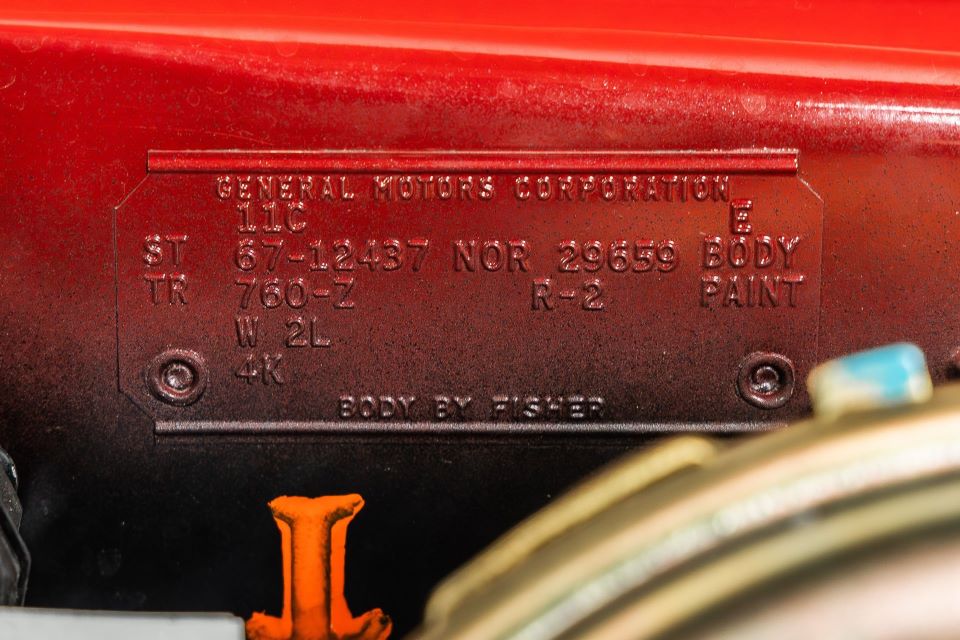 GENERAL MOTORS CORPORATION
11C E
ST 67-12437 NOR 29659 BODY
TR 760-Z R-2 PAINT
W 2L
4K
BODY BY FISHER
I